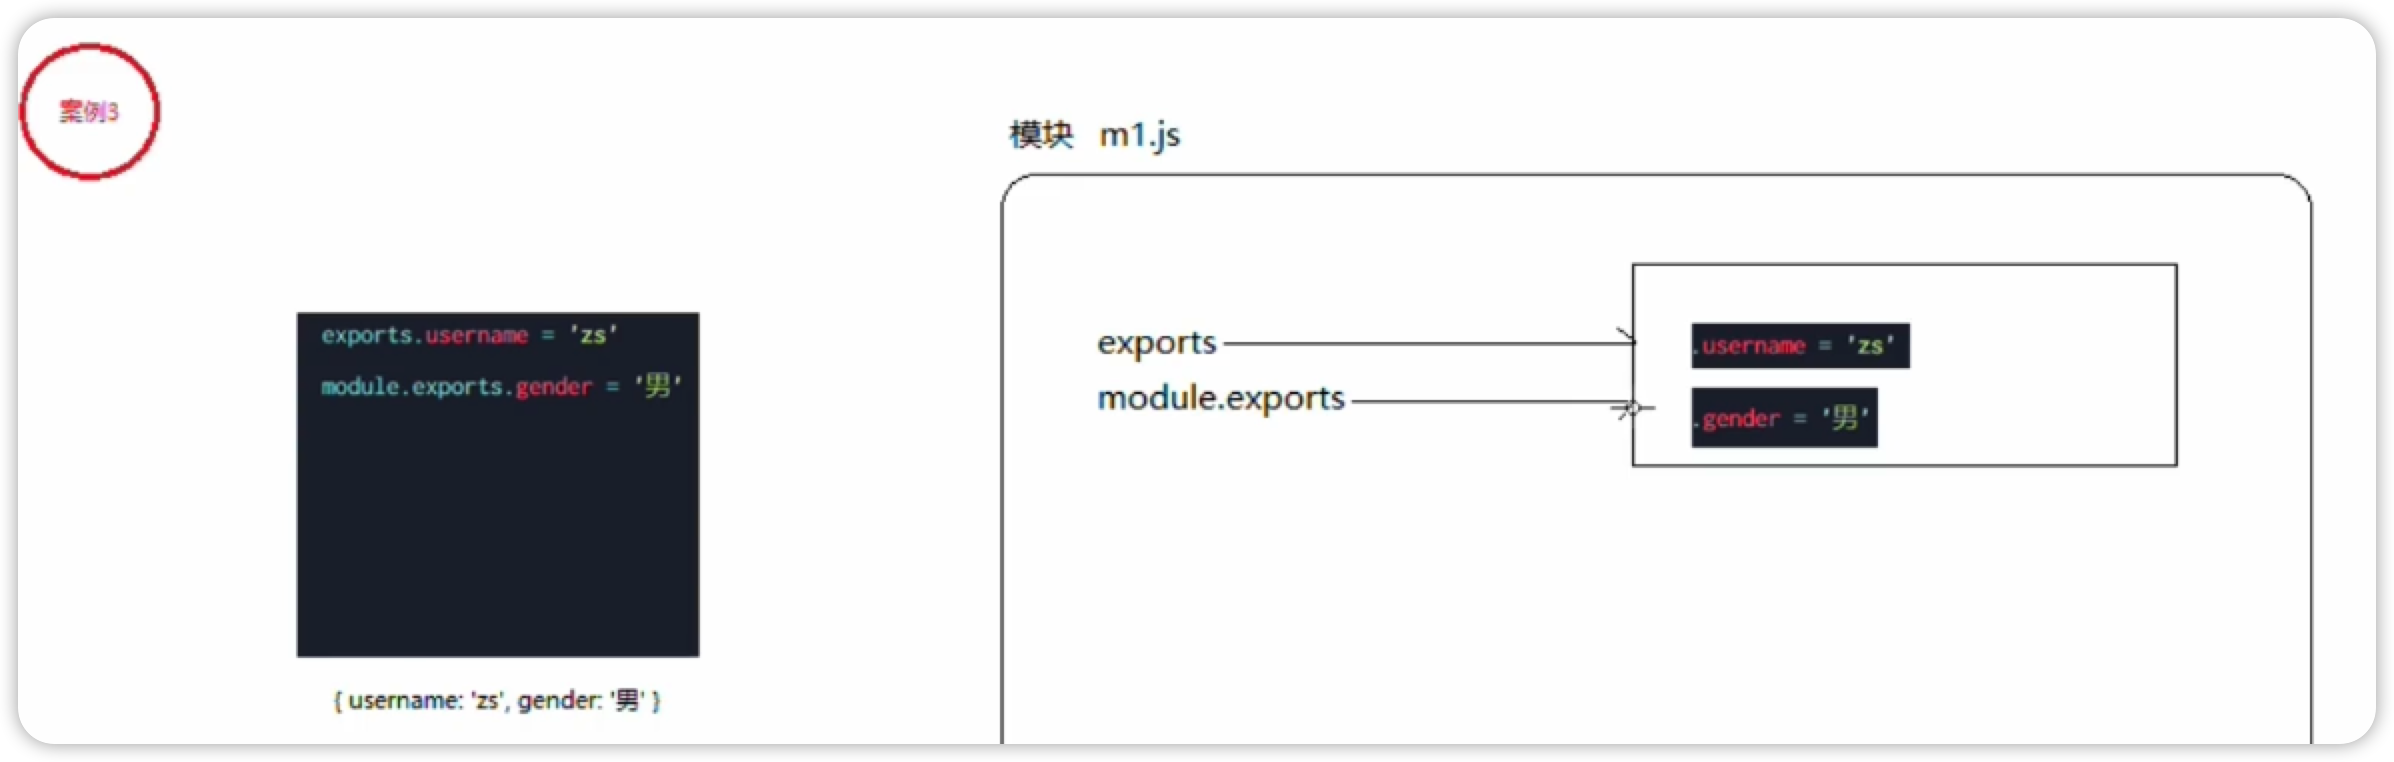 案例3
模块 m1.js
exports.username = 'zs'
module.exports.gender = '男'
{ username: 'zs', gender: '男' }
exports
.username = 'zs'
module.exports
.gender = '男'